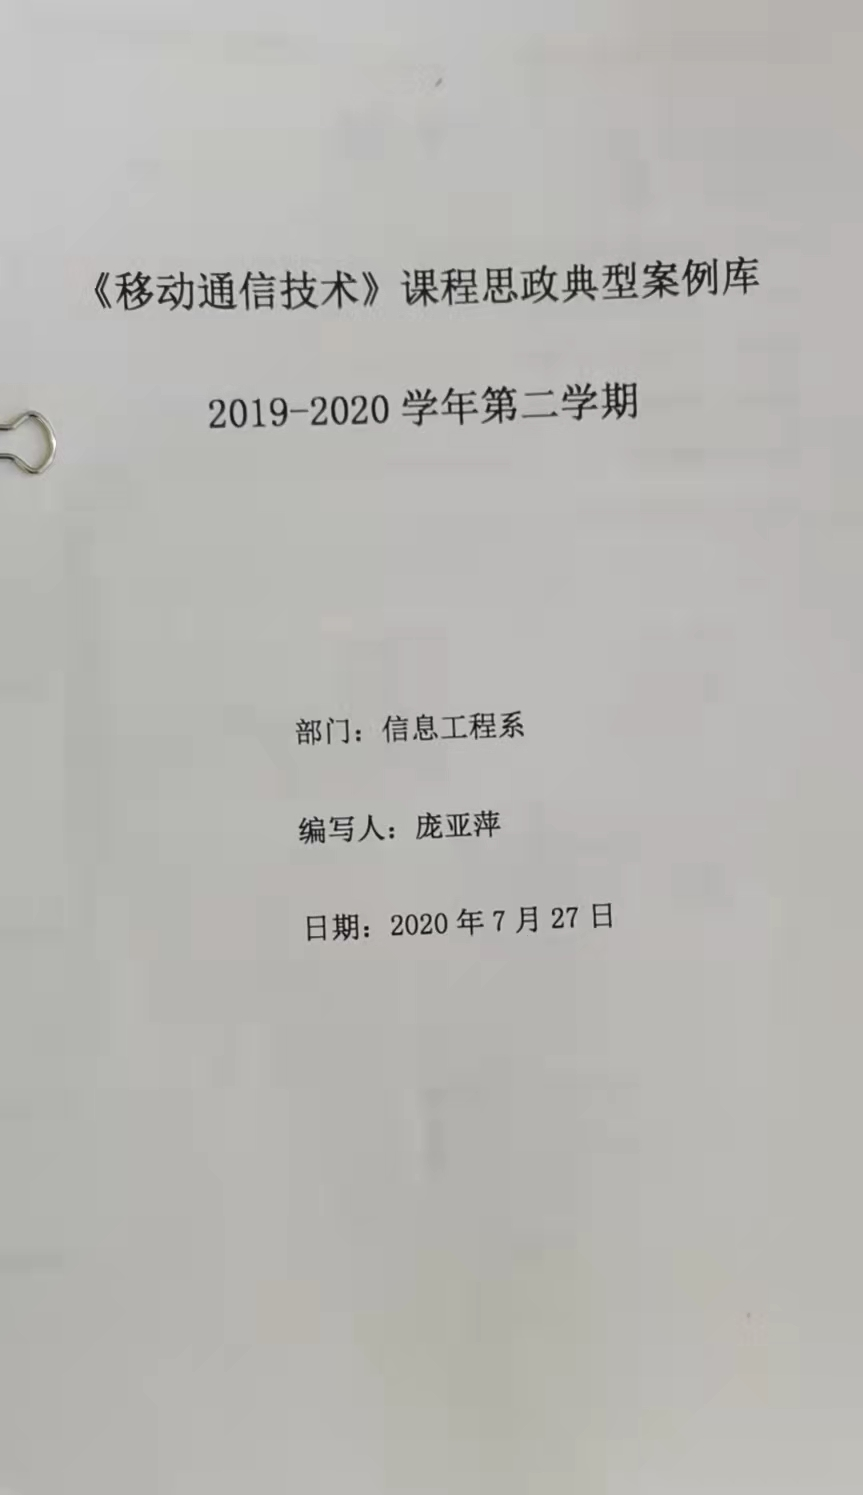 《移动通信技术》课程思政典型案例库
2019-2020 学年第二学期
部门：信息工程系
编写人：庞亚萍
日期：2020 年 7 月 27 日